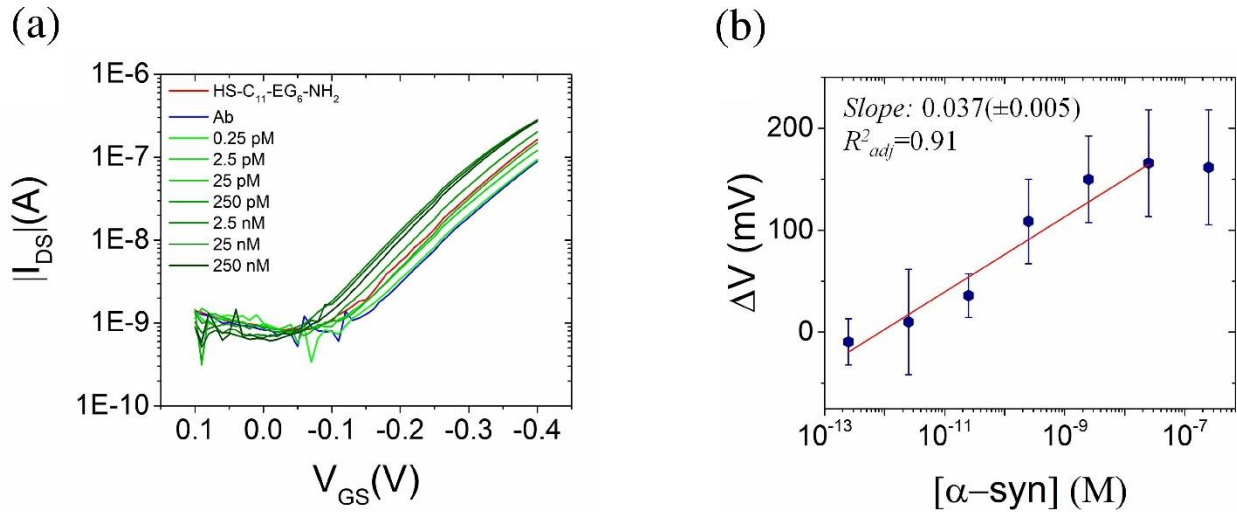 (a)
1E-6
1E-7
1E-8
1E-9
1E-10
|I_DS|(A)
HS-C₁₁-EG₆-NH₂
Ab
0.25 pM
2.5 pM
25 pM
250 pM
2.5 nM
25 nM
250 nM
0.1 0.0 -0.1 -0.2 -0.3 -0.4
V_GS(V)
(b)
Slope: 0.037(±0.005)
R²_adj=0.91
200
100
0
ΔV (mV)
10⁻¹³ 10⁻¹¹ 10⁻⁹ 10⁻⁷
[α–syn] (M)